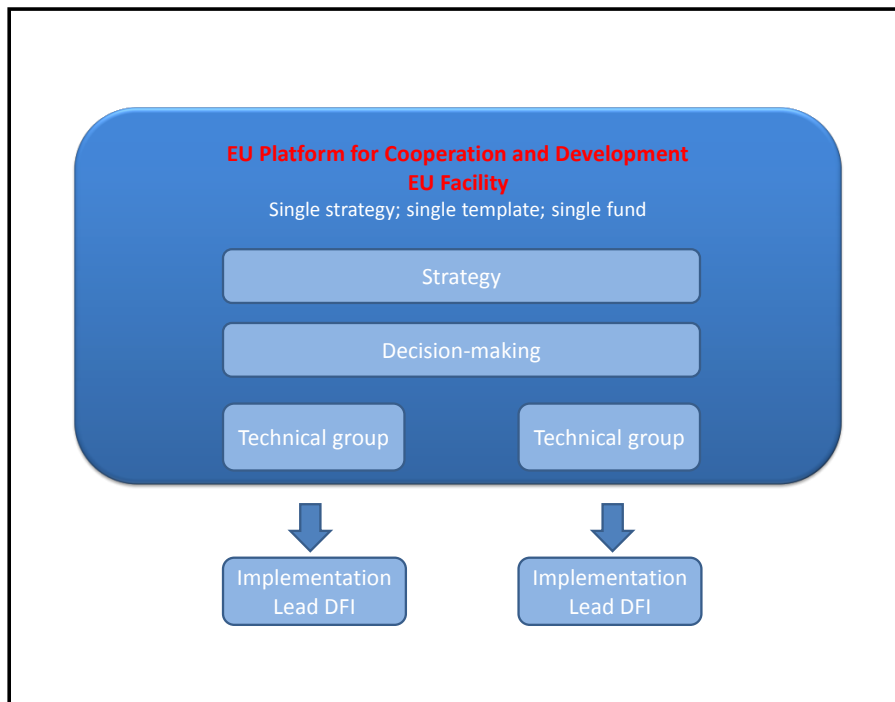 EU Platform for Cooperation and Development
EU Facility
Single strategy; single template; single fund
Strategy
Decision-making
Technical group
Technical group
Implementation
Lead DFI
Implementation
Lead DFI